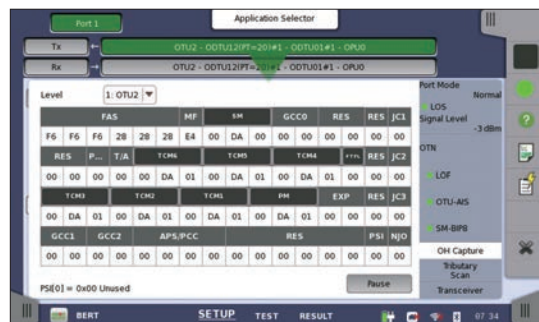 Port 1
Application Selector
Tx
OTU2 - ODTU12(PT=20)#1 - ODTU01#1 - OPU0
Rx
OTU2 - ODTU12(PT=20)#1 - ODTU01#1 - OPU0
Level
1: OTU2
FAS MF SM GCC0 RES RES JC1
F6 F6 F6 28 28 28 E4 00 DA 00 00 00 00 00 00
RES P... T/A TCM6 TCM5 TCM4 FTFL RES JC2
00 00 00 00 00 DA 01 00 DA 01 00 DA 01 00 00 00
TCM3 TCM2 TCM1 PM EXP RES JC3
00 DA 01 00 DA 01 00 DA 01 00 DA 01 00 00 00 00
GCC1 GCC2 APS/PCC RES PSI NJO
00 00 00 00 00 00 00 00 00 00 00 00 00 00 00 00
PSI[0] = 0x00 Unused
Pause
Port Mode
Normal
LOS
Signal Level
-3 dBm
OTN
LOF
OTU-AIS
SM-BIP8
OH Capture
Tributary
Scan
Transceiver
BERT
SETUP
TEST
RESULT
07:34